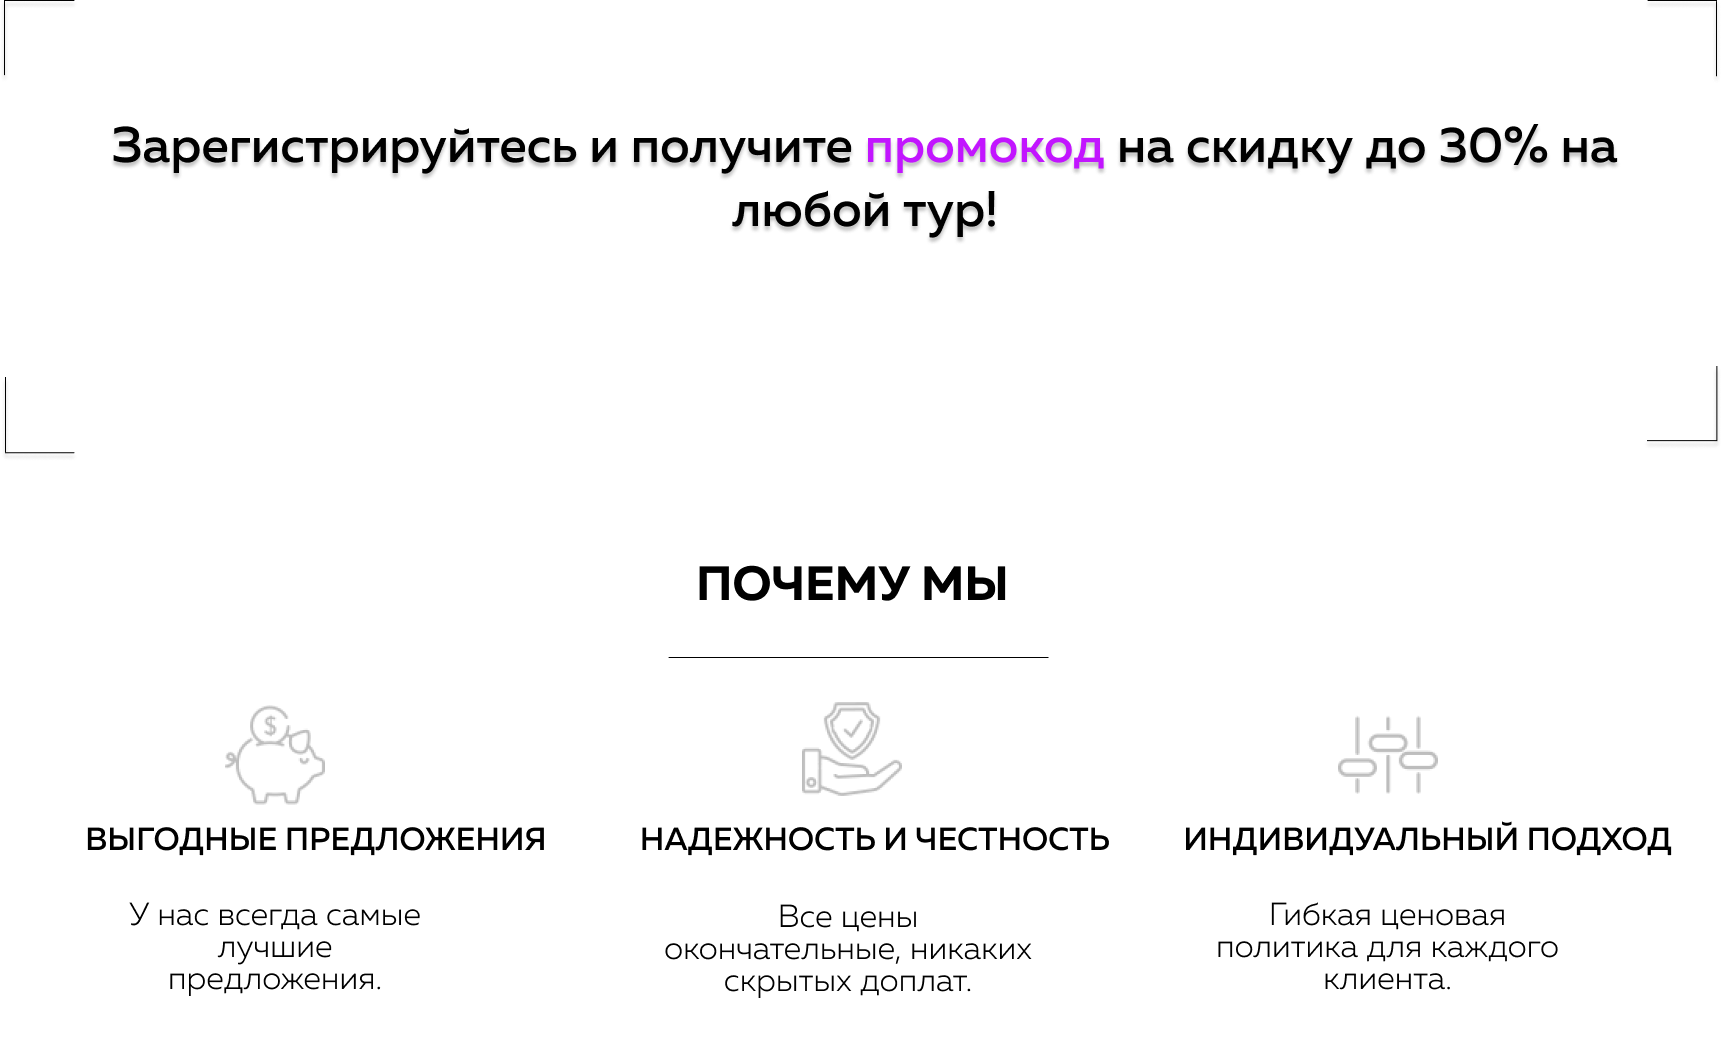 Зарегистрируйтесь и получите промокод на скидку до 30% на
любой тур!
ПОЧЕМУ МЫ
$
ВЫГОДНЫЕ ПРЕДЛОЖЕНИЯ
НАДЕЖНОСТЬ И ЧЕСТНОСТЬ
ИНДИВИДУАЛЬНЫЙ ПОДХОД
У нас всегда самые
лучшие
предложения.
Все цены
окончательные, никаких
скрытых доплат.
Гибкая ценовая
политика для каждого
клиента.